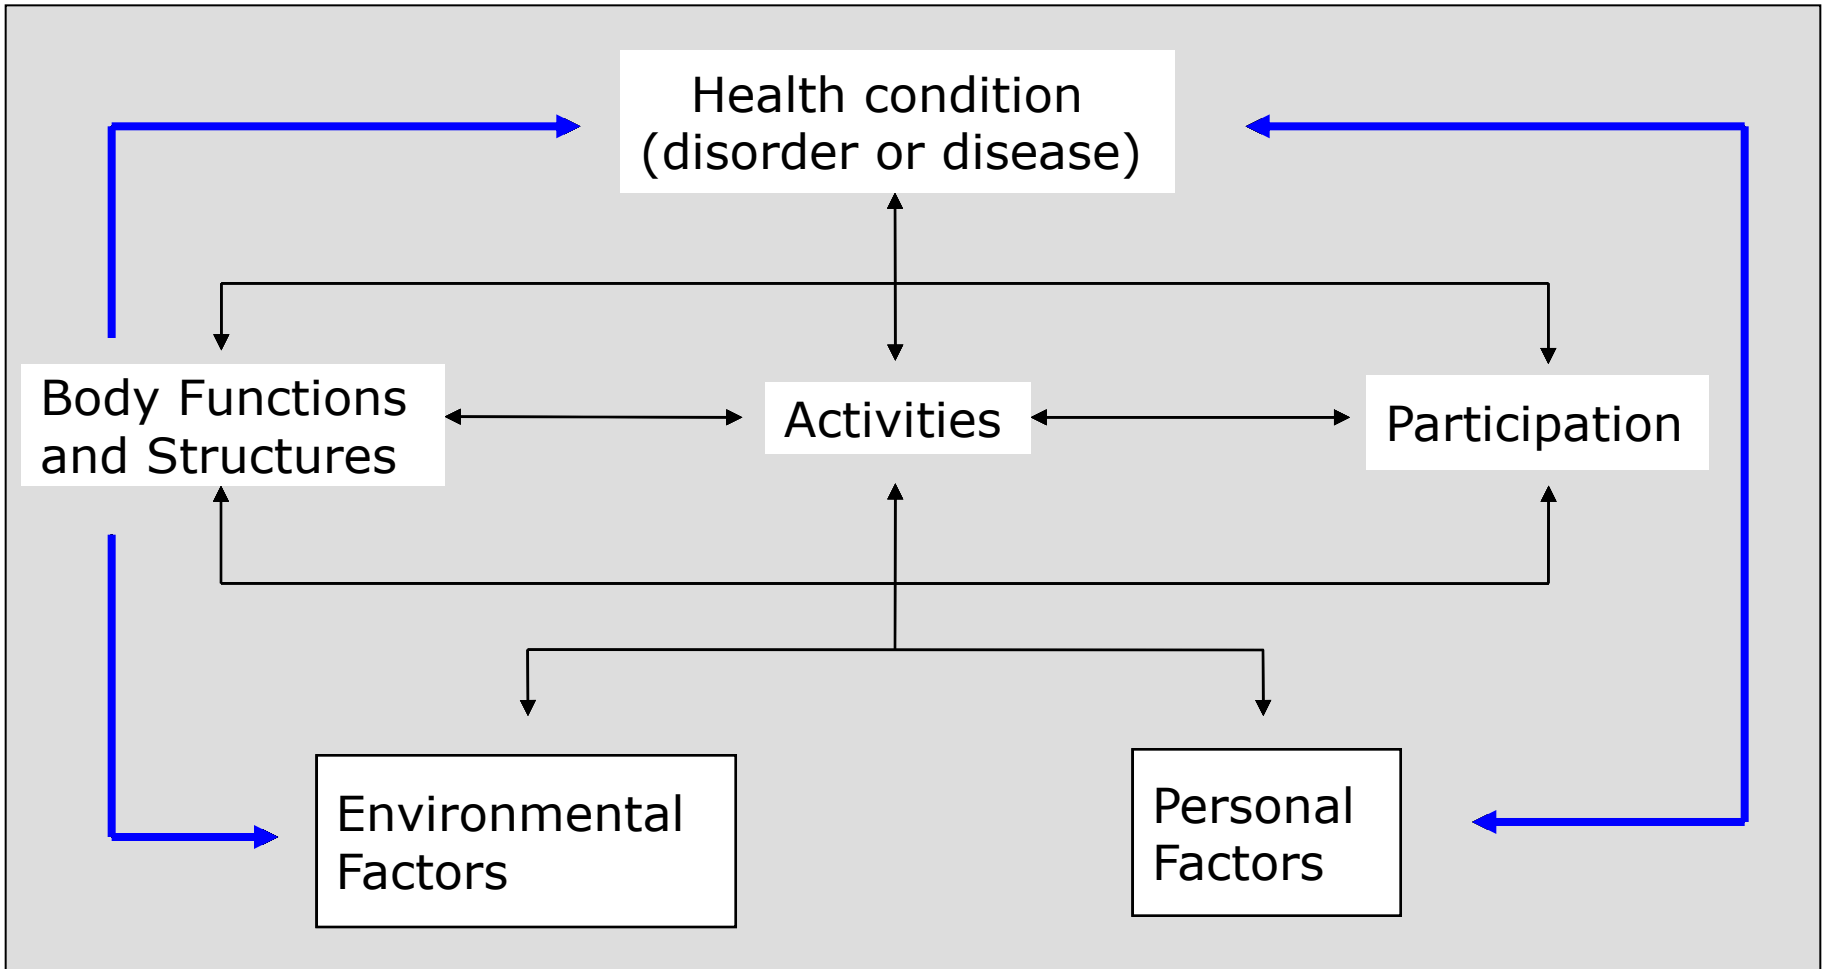 Health condition
(disorder or disease)
Body Functions
and Structures
Activities
Participation
Environmental
Factors
Personal
Factors